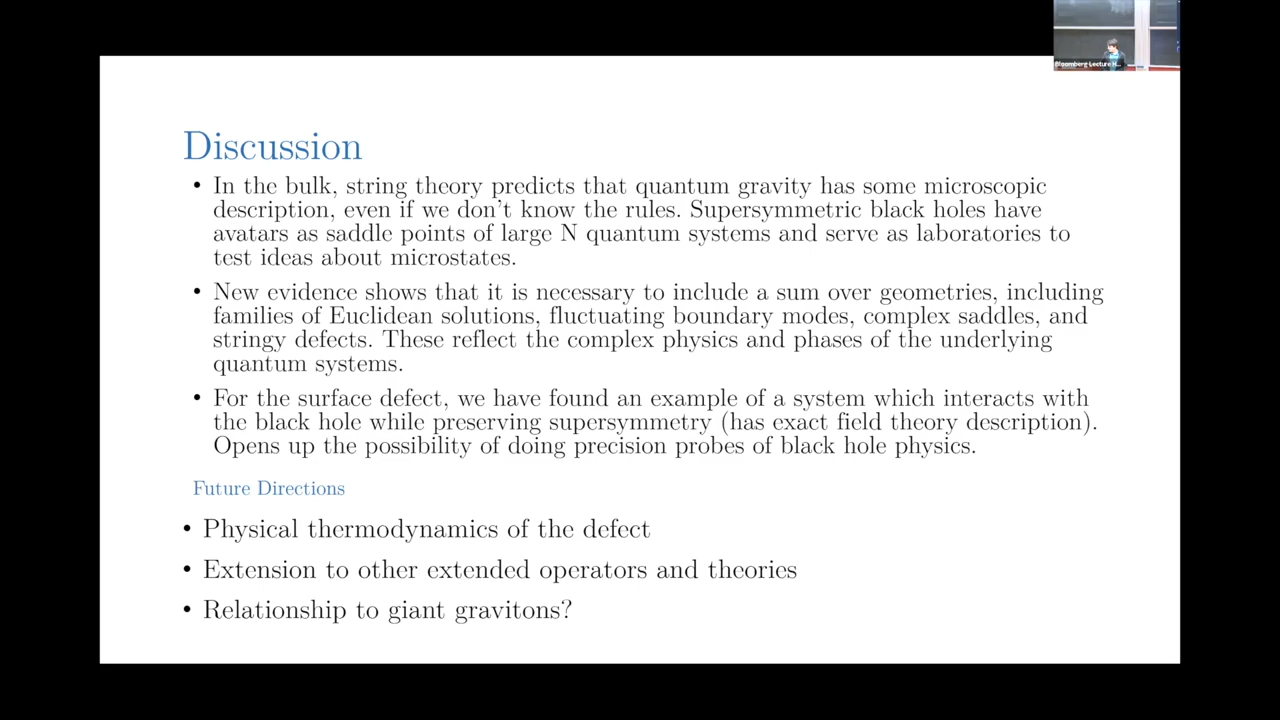 Bloomberg Lecture H...
Discussion
• In the bulk, string theory predicts that quantum gravity has some microscopic
description, even if we don't know the rules. Supersymmetric black holes have
avatars as saddle points of large N quantum systems and serve as laboratories to
test ideas about microstates.
• New evidence shows that it is necessary to include a sum over geometries, including
families of Euclidean solutions, fluctuating boundary modes, complex saddles, and
stringy defects. These reflect the complex physics and phases of the underlying
quantum systems.
• For the surface defect, we have found an example of a system which interacts with
the black hole while preserving supersymmetry (has exact field theory description).
Opens up the possibility of doing precision probes of black hole physics.
Future Directions
• Physical thermodynamics of the defect
• Extension to other extended operators and theories
• Relationship to giant gravitons?